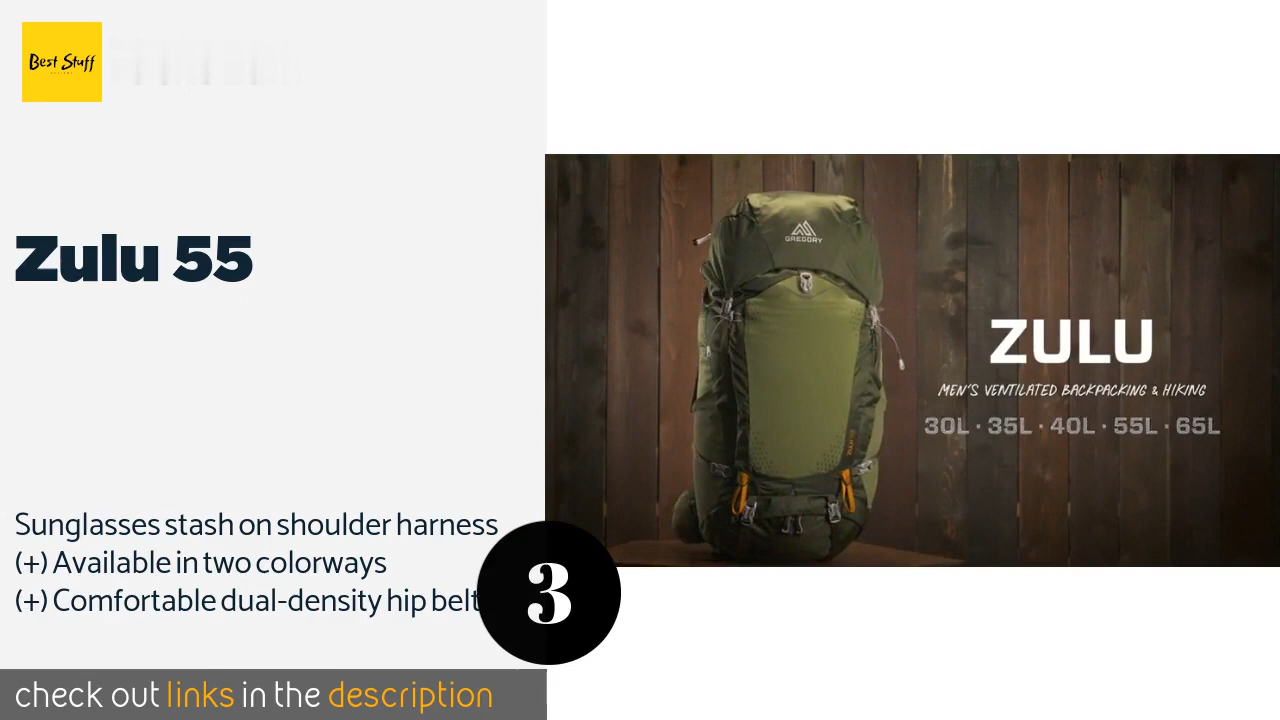 Best Stuff
Zulu 55
GREGORY
ZULU
MEN'S VENTILATED BACKPACKING & HIKING
30L · 35L · 40L · 55L · 65L
Sunglasses stash on shoulder harness
(+) Available in two colorways
(+) Comfortable dual-density hip belt
3
check out links in the description